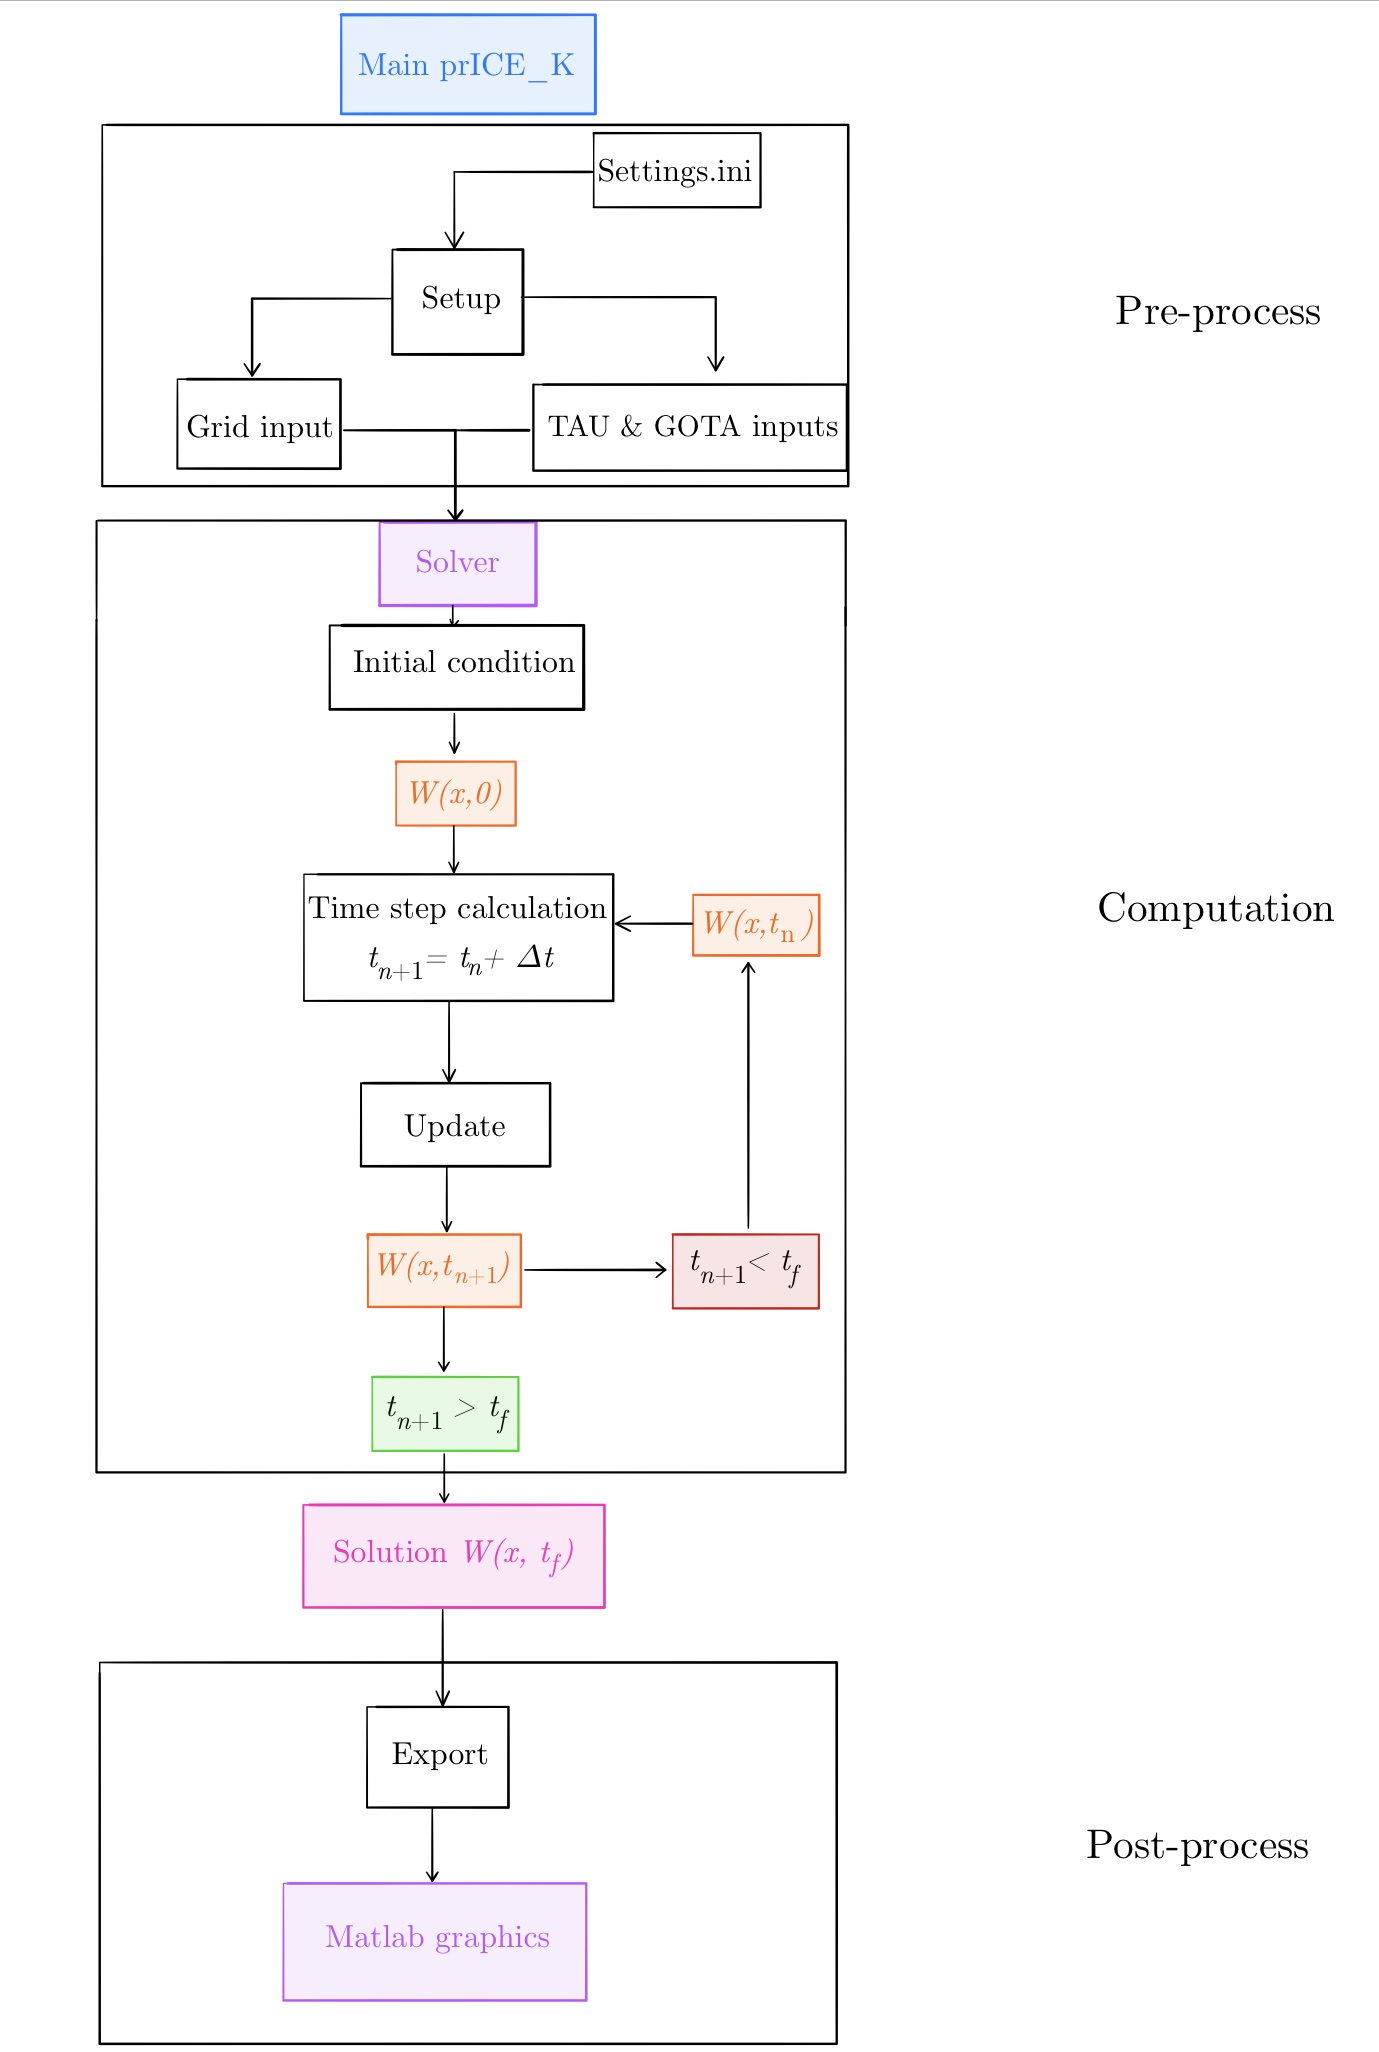 Main prICE_K
Settings.ini
Setup
Pre-process
Grid input
TAU & GOTA inputs
Solver
Initial condition
W(x,0)
Time step calculation
t_{n+1}= t_n+ Δt
W(x,t_n)
Computation
Update
W(x,t_{n+1})
t_{n+1}< t_f
t_{n+1} > t_f
Solution W(x, t_f)
Export
Post-process
Matlab graphics